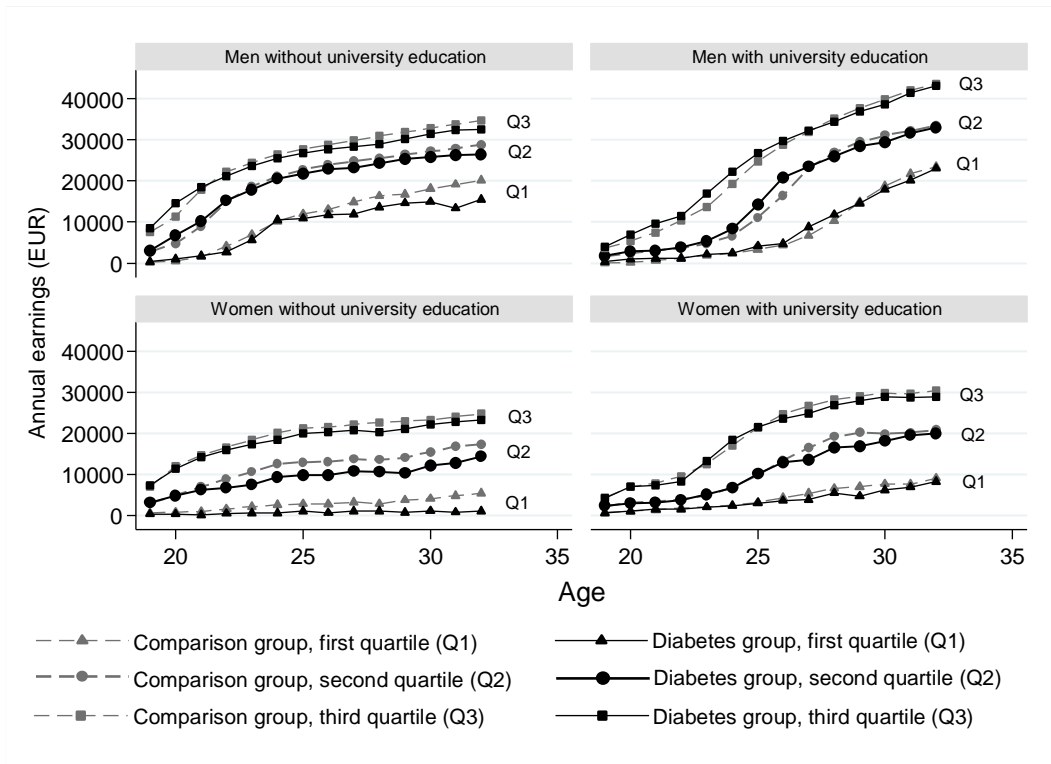 Men without university education
Men with university education
40000
30000
20000
10000
0
Q3
Q2
Q1
Q3
Q2
Q1
Women without university education
Women with university education
40000
30000
20000
10000
0
Q3
Q2
Q1
Q3
Q2
Q1
20 25 30 35
20 25 30 35
Annual earnings (EUR)
Age
Comparison group, first quartile (Q1)
Diabetes group, first quartile (Q1)
Comparison group, second quartile (Q2)
Diabetes group, second quartile (Q2)
Comparison group, third quartile (Q3)
Diabetes group, third quartile (Q3)